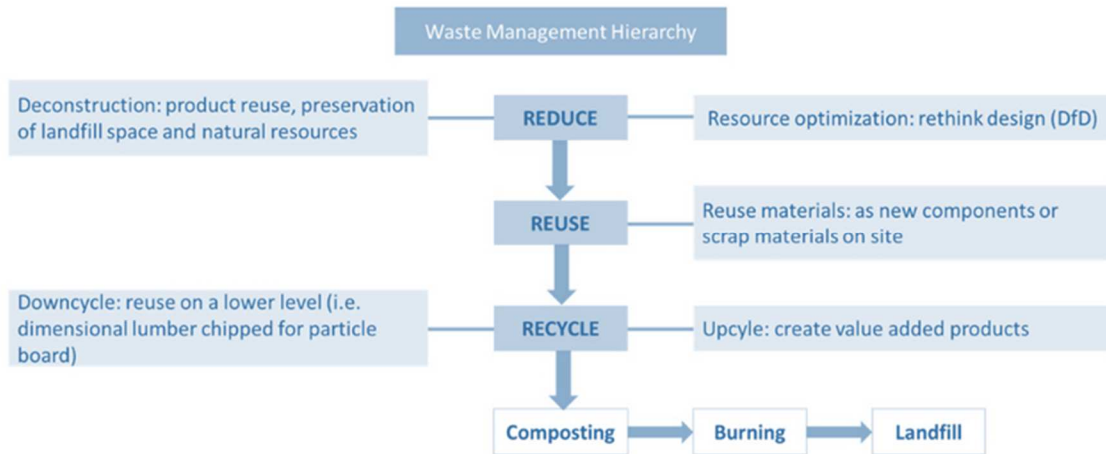 Waste Management Hierarchy
Deconstruction: product reuse, preservation
of landfill space and natural resources
REDUCE
Resource optimization: rethink design (DfD)
REUSE
Reuse materials: as new components or
scrap materials on site
Downcycle: reuse on a lower level (i.e.
dimensional lumber chipped for particle
board)
RECYCLE
Upcyle: create value added products
Composting
Burning
Landfill